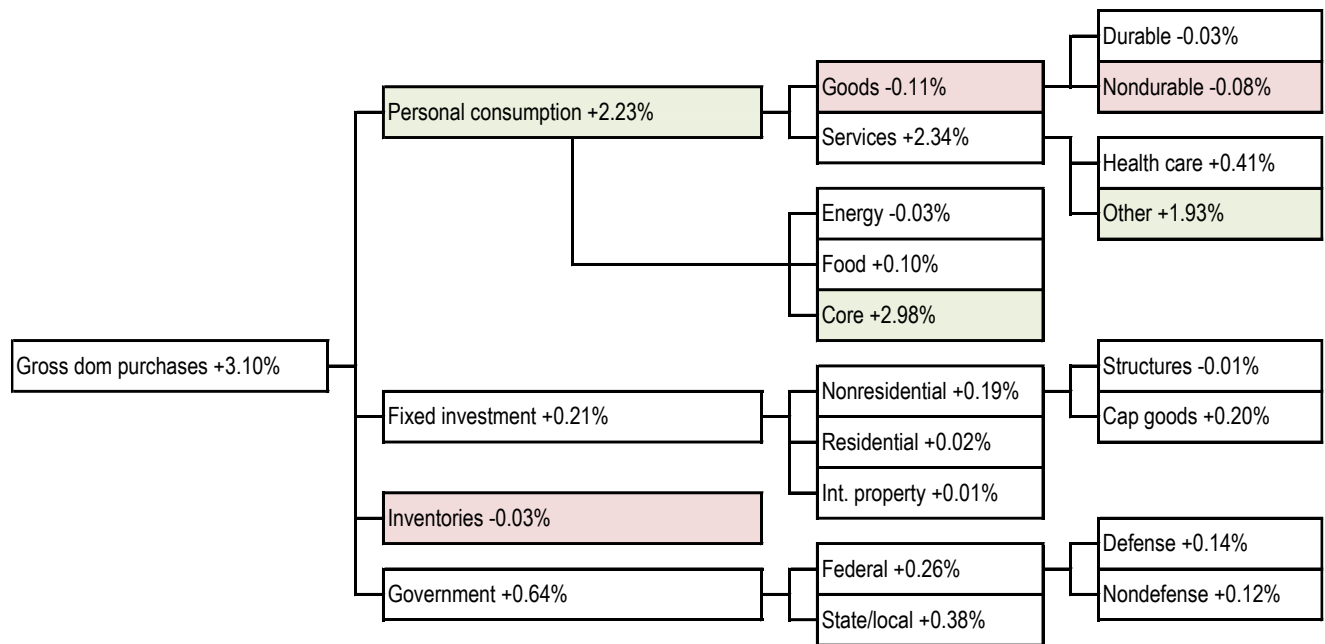 Gross dom purchases +3.10%
Personal consumption +2.23%
Goods -0.11%
Durable -0.03%
Nondurable -0.08%
Services +2.34%
Health care +0.41%
Other +1.93%
Energy -0.03%
Food +0.10%
Core +2.98%
Fixed investment +0.21%
Nonresidential +0.19%
Structures -0.01%
Cap goods +0.20%
Residential +0.02%
Int. property +0.01%
Inventories -0.03%
Government +0.64%
Federal +0.26%
Defense +0.14%
Nondefense +0.12%
State/local +0.38%